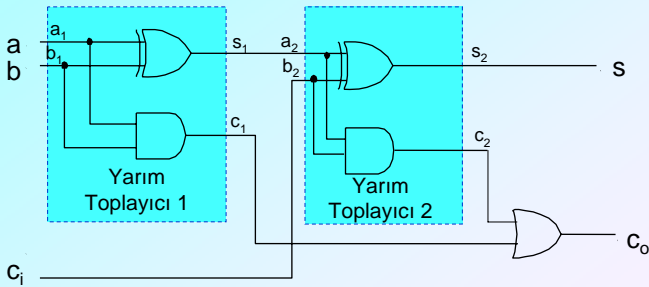 a a₁ s₁ a₂ s₂ s
b b₁ b₂
c₁ c₂
Yarım
Toplayıcı 1
Yarım
Toplayıcı 2
cᵢ cₒ